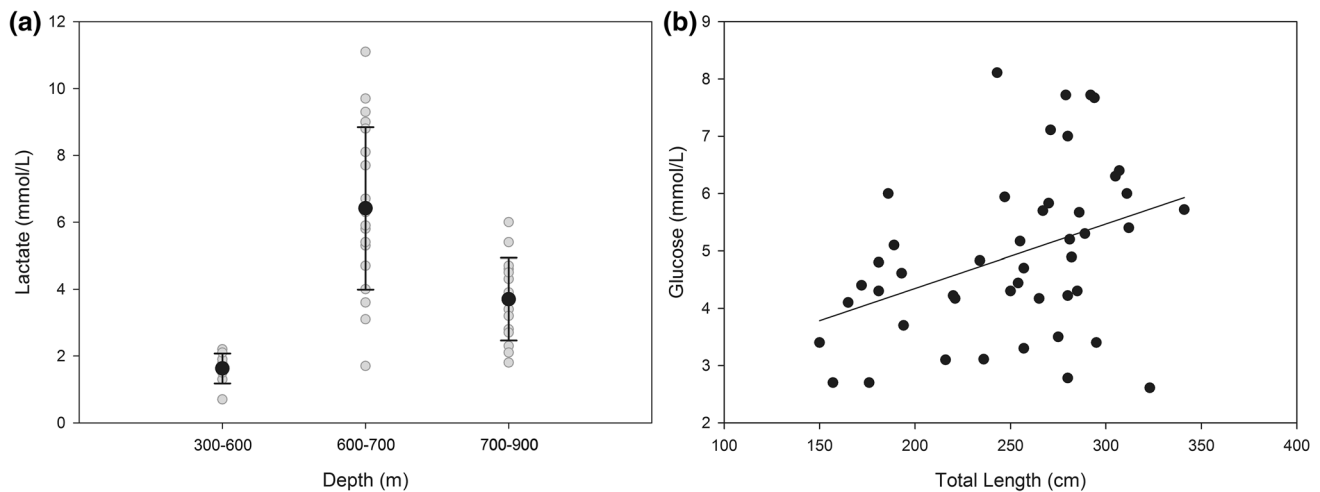 (a)
12
10
8
6
4
2
0
Lactate (mmol/L)
300-600 600-700 700-900
Depth (m)
(b)
9
8
7
6
5
4
3
2
Glucose (mmol/L)
100 150 200 250 300 350 400
Total Length (cm)